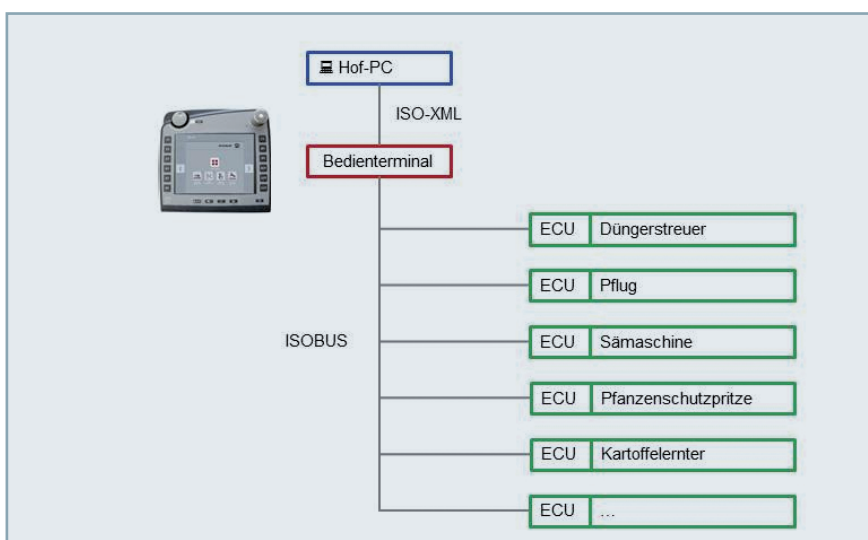 Hof-PC
ISO-XML
Bedienterminal
ECU Düngerstreuer
ECU Pflug
ISOBUS
ECU Sämaschine
ECU Pfanzenschutzpritze
ECU Kartoffelernter
ECU ...